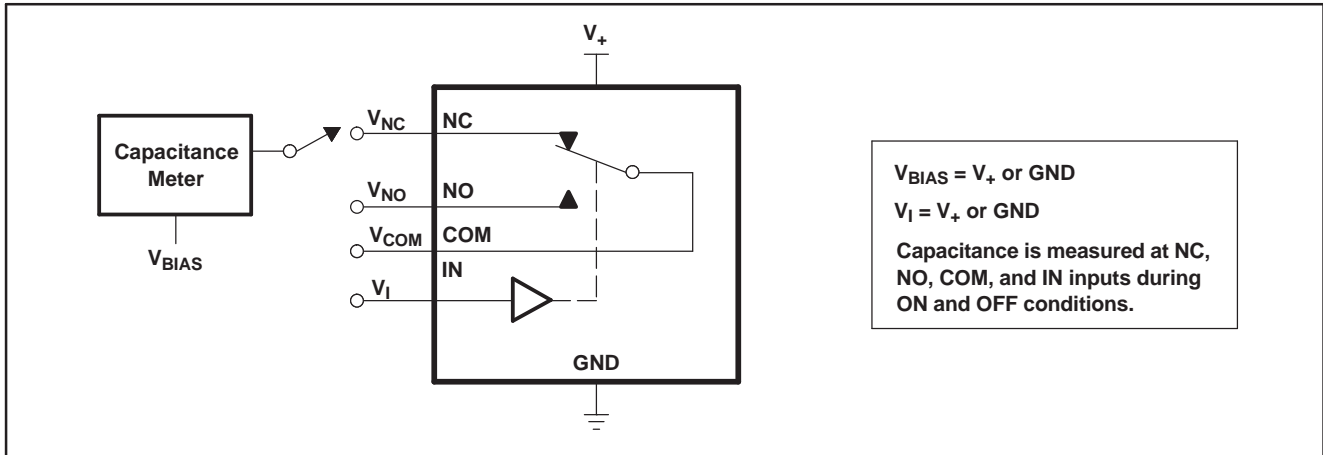 V+
Capacitance
Meter
VBIAS
VNC NC
VNO NO
VCOM COM
IN
VI
GND
VBIAS = V+ or GND
VI = V+ or GND
Capacitance is measured at NC,
NO, COM, and IN inputs during
ON and OFF conditions.